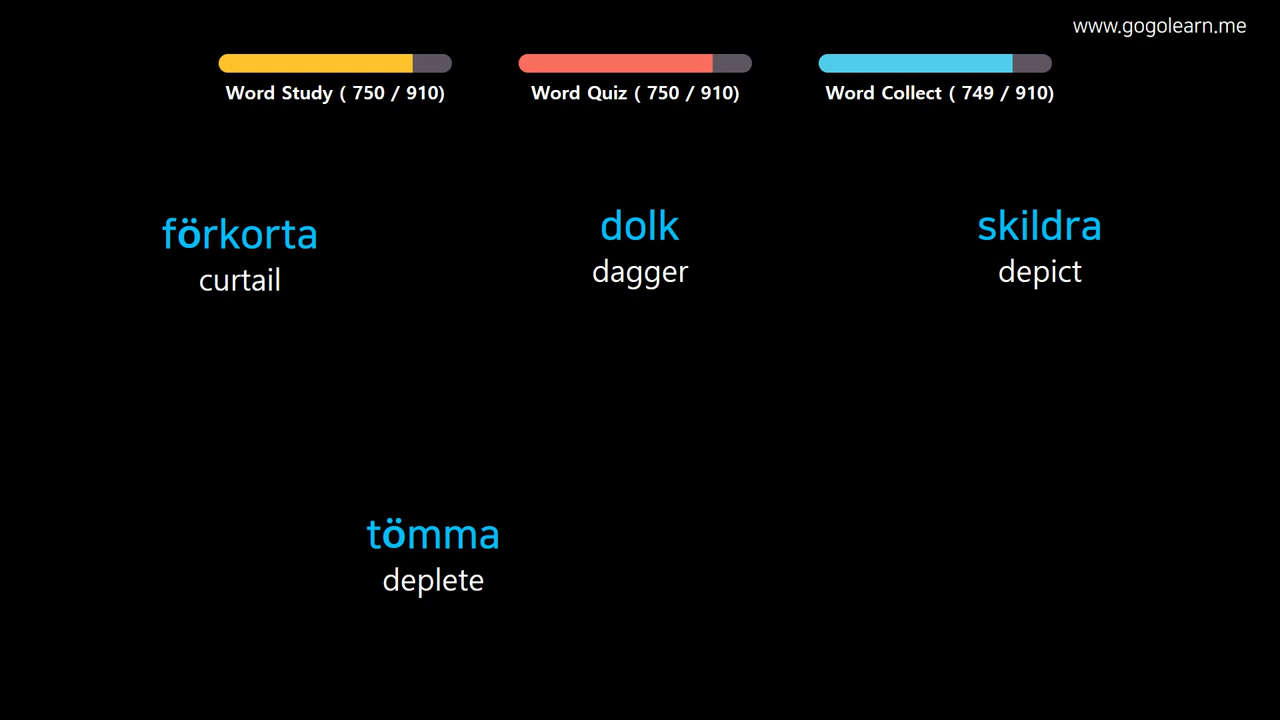 www.gogolearn.me
Word Study ( 750 / 910)
Word Quiz ( 750 / 910)
Word Collect ( 749 / 910)
förkorta
curtail
dolk
dagger
skildra
depict
tömma
deplete